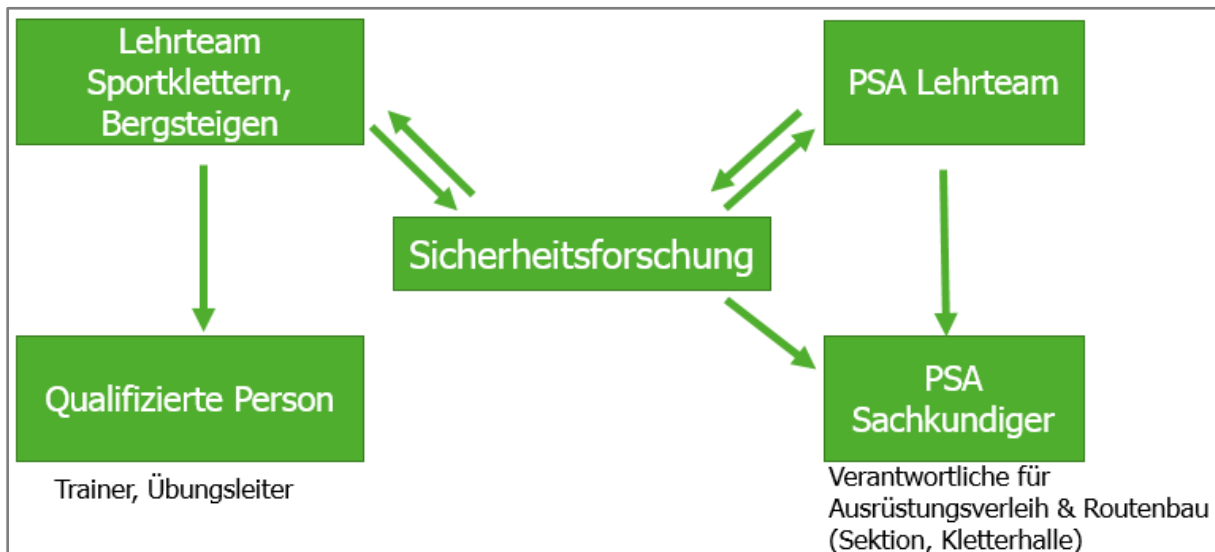 Lehrteam
Sportklettern,
Bergsteigen
PSA Lehrteam
Sicherheitsforschung
Qualifizierte Person
PSA
Sachkundiger
Trainer, Übungsleiter
Verantwortliche für
Ausrüstungsverleih & Routenbau
(Sektion, Kletterhalle)